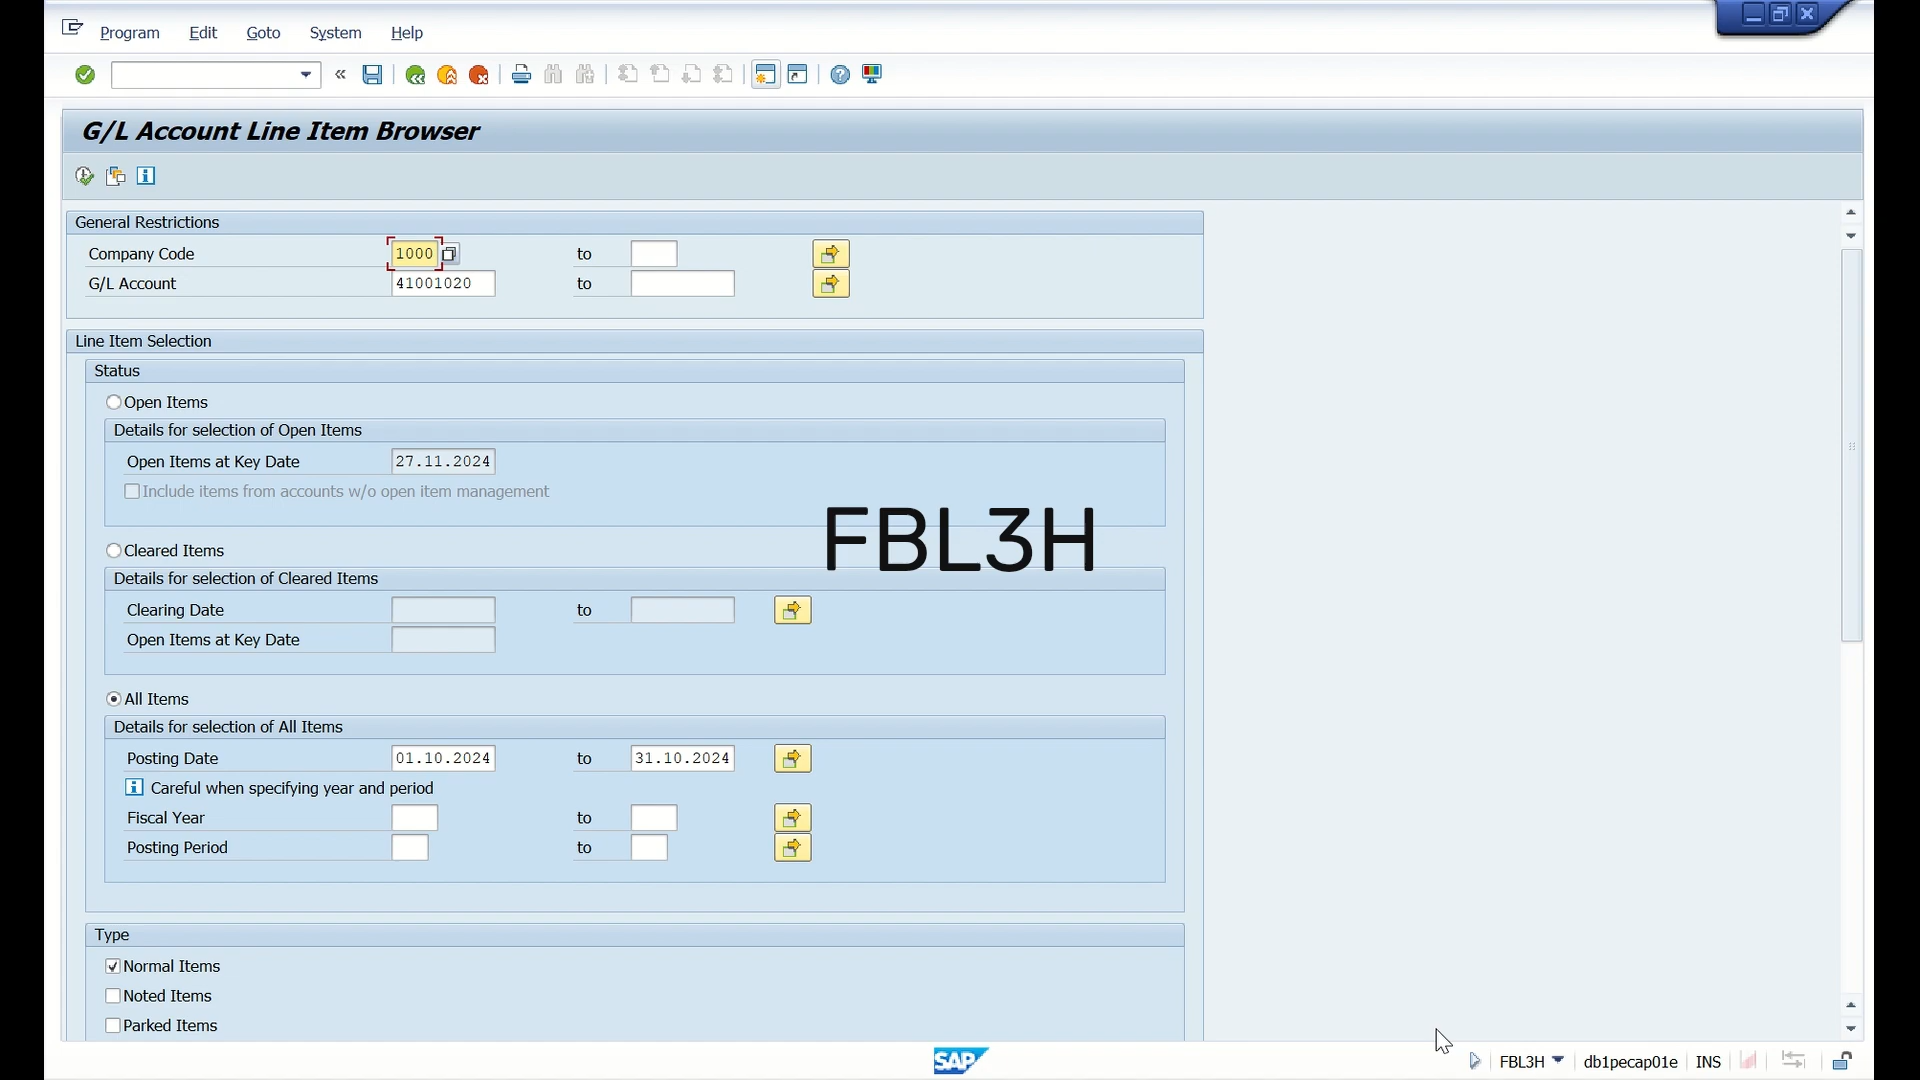 Program Edit Goto System Help
G/L Account Line Item Browser
General Restrictions
Company Code 1000 to
G/L Account 41001020 to
Line Item Selection
Status
Open Items
Details for selection of Open Items
Open Items at Key Date 27.11.2024
Include items from accounts w/o open item management
FBL3H
Cleared Items
Details for selection of Cleared Items
Clearing Date to
Open Items at Key Date
All Items
Details for selection of All Items
Posting Date 01.10.2024 to 31.10.2024
Careful when specifying year and period
Fiscal Year to
Posting Period to
Type
Normal Items
Noted Items
Parked Items
SAP FBL3H db1pecap01e INS